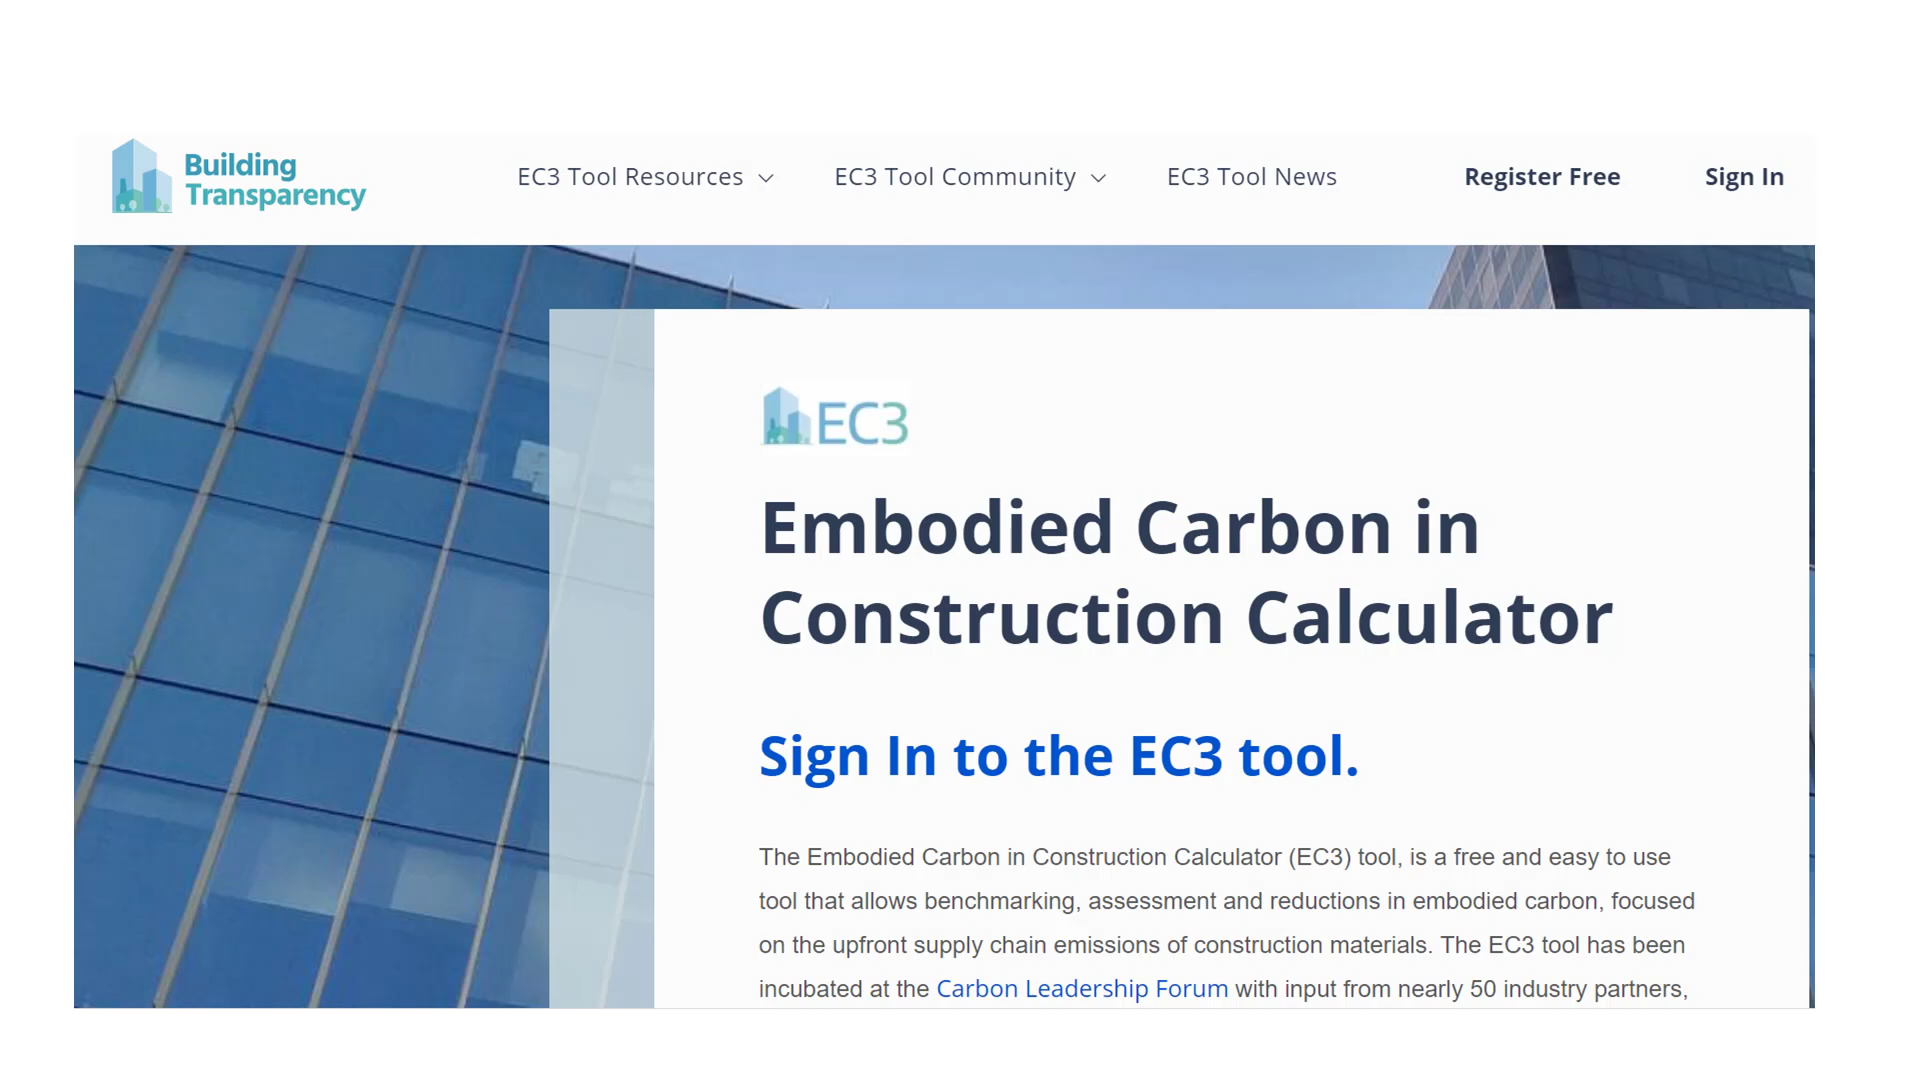 Building
Transparency
EC3 Tool Resources
EC3 Tool Community
EC3 Tool News
Register Free
Sign In
EC3
Embodied Carbon in
Construction Calculator
Sign In to the EC3 tool.
The Embodied Carbon in Construction Calculator (EC3) tool, is a free and easy to use
tool that allows benchmarking, assessment and reductions in embodied carbon, focused
on the upfront supply chain emissions of construction materials. The EC3 tool has been
incubated at the Carbon Leadership Forum with input from nearly 50 industry partners,